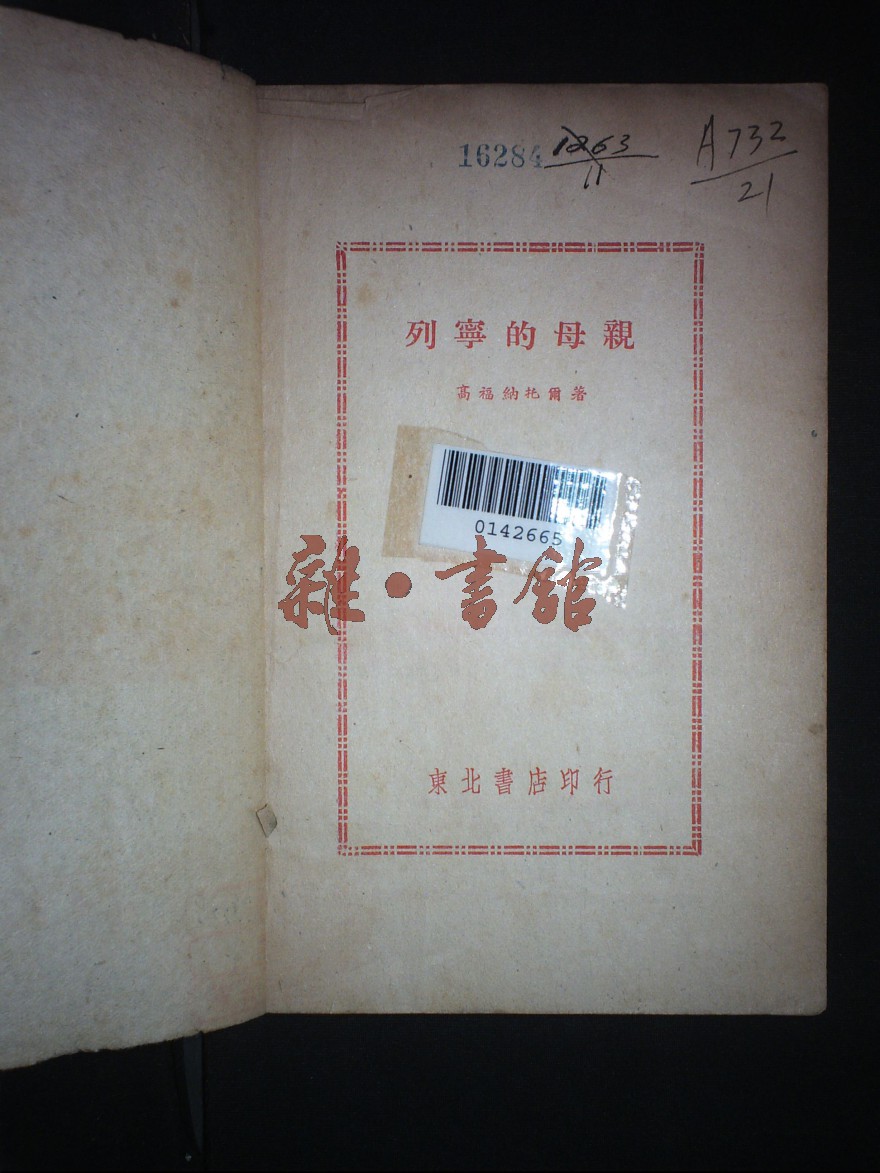 16284 1263
11
A732
21
列寧的母親
高福納托爾著
0142665
雜·書館
東北書店印行